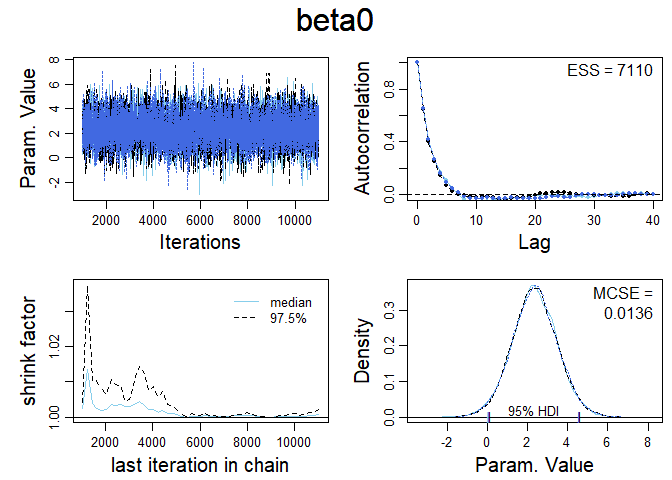 beta0
Param. Value
-2 0 2 4 6 8
2000 4000 6000 8000 10000
Iterations
Autocorrelation
0.0 0.4 0.8
ESS = 7110
0 10 20 30 40
Lag
shrink factor
1.00 1.02
median
97.5%
2000 4000 6000 8000 10000
last iteration in chain
Density
0.0 0.1 0.2 0.3
MCSE =
0.0136
95% HDI
-2 0 2 4 6 8
Param. Value